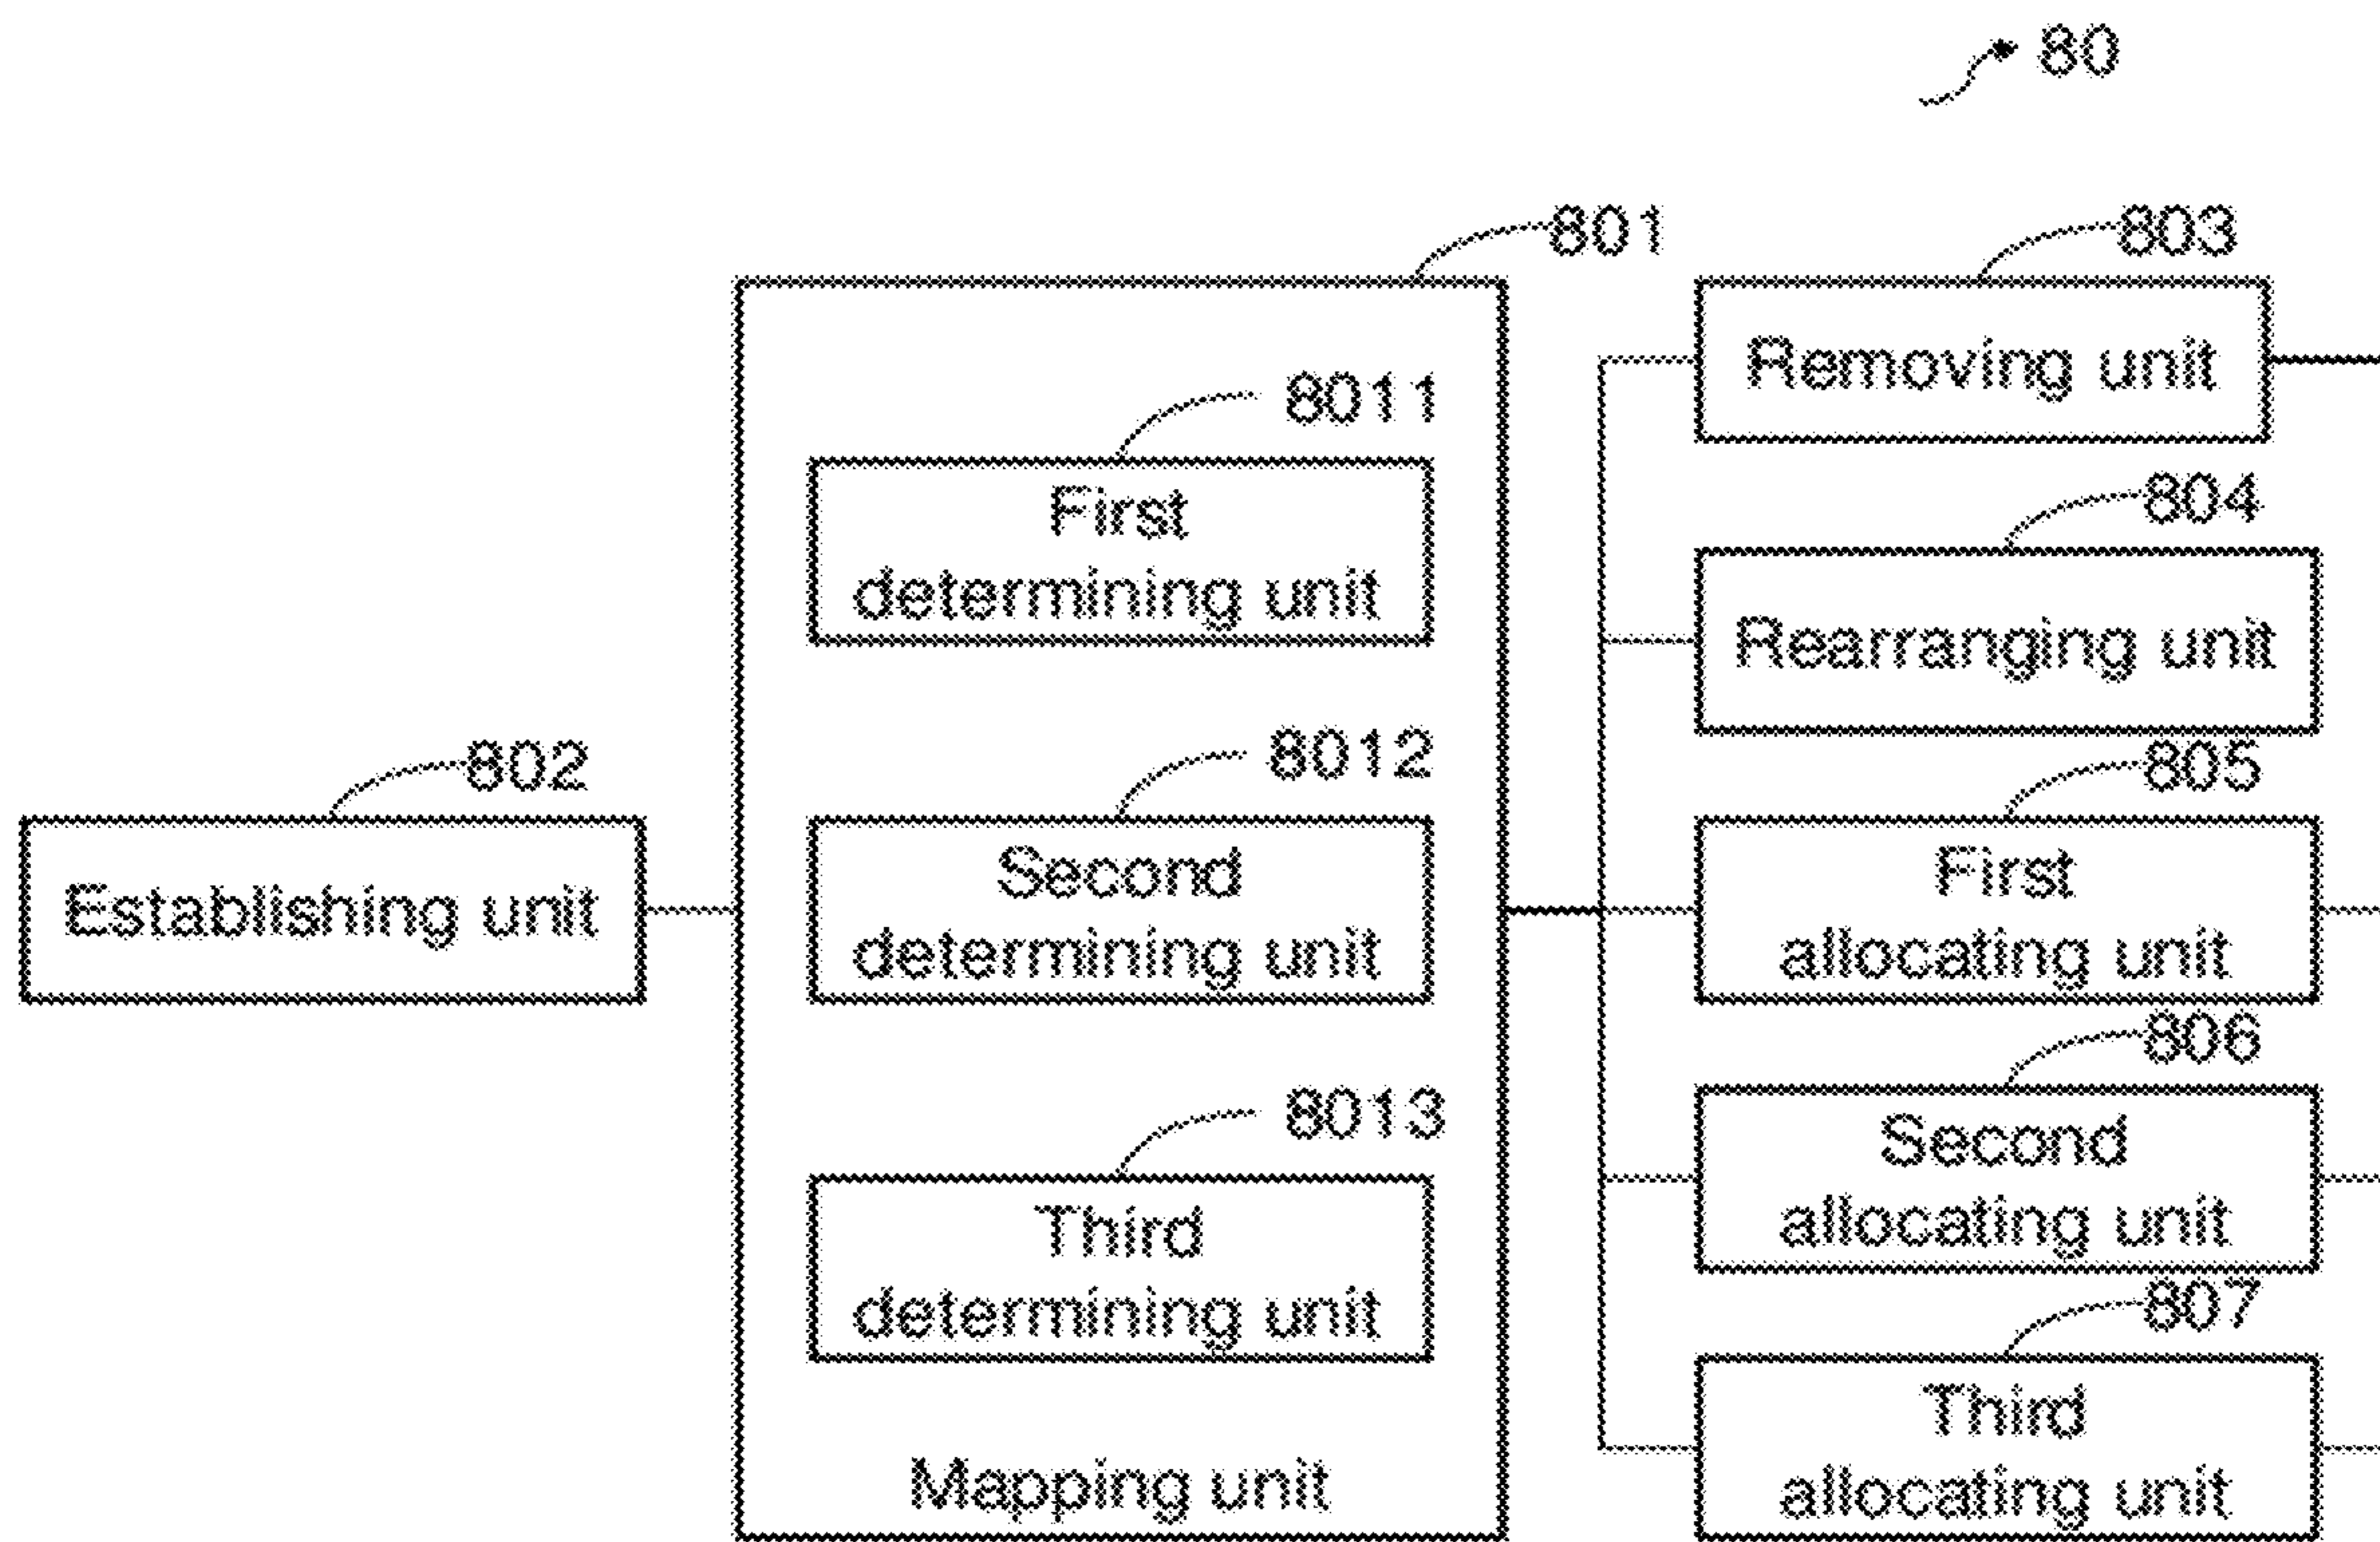 80
801
803
8011
Removing unit
First
determining unit
804
Rearranging unit
802
8012
805
Establishing unit
Second
determining unit
First
allocating unit
806
8013
Second
allocating unit
Third
determining unit
807
Third
allocating unit
Mapping unit